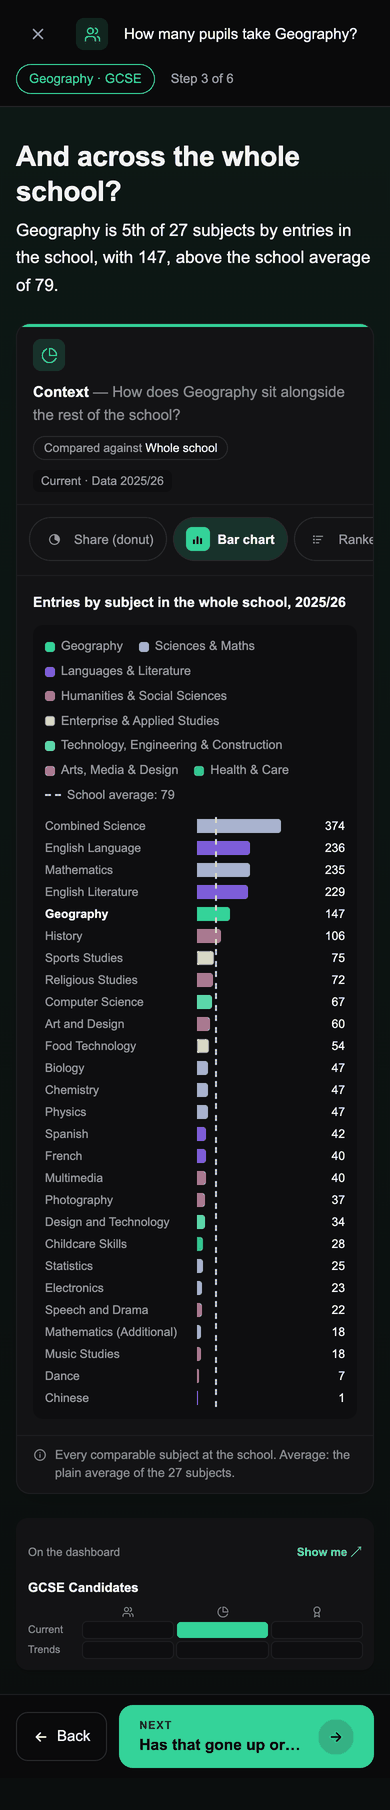 How many pupils take Geography?
Geography · GCSE
Step 3 of 6
And across the whole
school?
Geography is 5th of 27 subjects by entries in
the school, with 147, above the school average
of 79.
Context — How does Geography sit alongside
the rest of the school?
Compared against Whole school
Current · Data 2025/26
Share (donut)
Bar chart
Ranke
Entries by subject in the whole school, 2025/26
Geography
Sciences & Maths
Languages & Literature
Humanities & Social Sciences
Enterprise & Applied Studies
Technology, Engineering & Construction
Arts, Media & Design
Health & Care
School average: 79
Combined Science 374
English Language 236
Mathematics 235
English Literature 229
Geography 147
History 106
Sports Studies 75
Religious Studies 72
Computer Science 67
Art and Design 60
Food Technology 54
Biology 47
Chemistry 47
Physics 47
Spanish 42
French 40
Multimedia 40
Photography 37
Design and Technology 34
Childcare Skills 28
Statistics 25
Electronics 23
Speech and Drama 22
Mathematics (Additional) 18
Music Studies 18
Dance 7
Chinese 1
Every comparable subject at the school. Average: the
plain average of the 27 subjects.
On the dashboard
Show me ↗
GCSE Candidates
Current
Trends
← Back
NEXT
Has that gone up or…